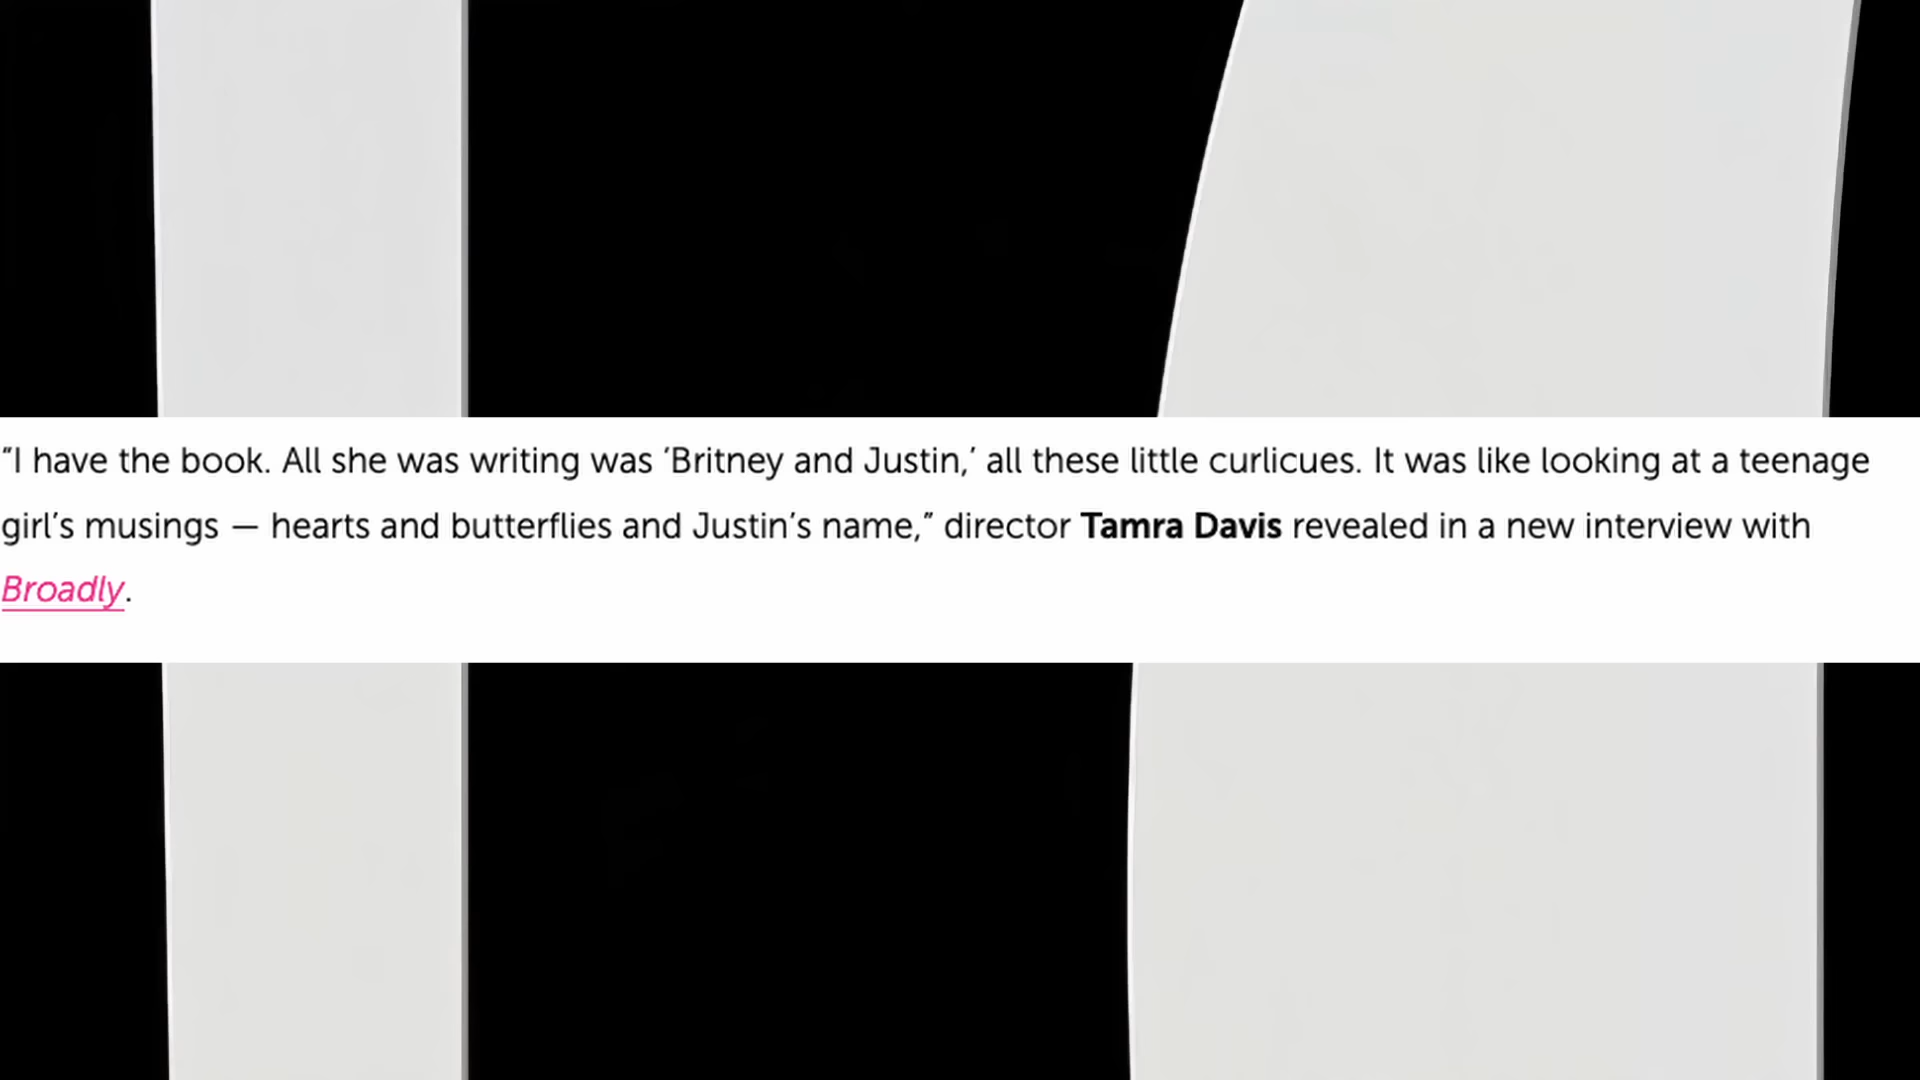 "I have the book. All she was writing was 'Britney and Justin,' all these little curlicues. It was like looking at a teenage
girl's musings — hearts and butterflies and Justin's name," director Tamra Davis revealed in a new interview with
Broadly.